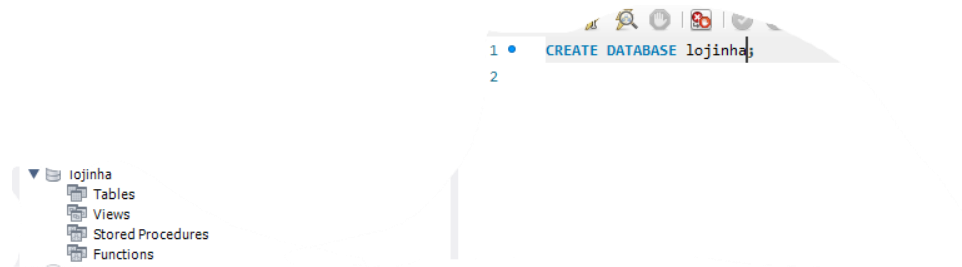 1 CREATE DATABASE lojinha;
2
lojinha
Tables
Views
Stored Procedures
Functions